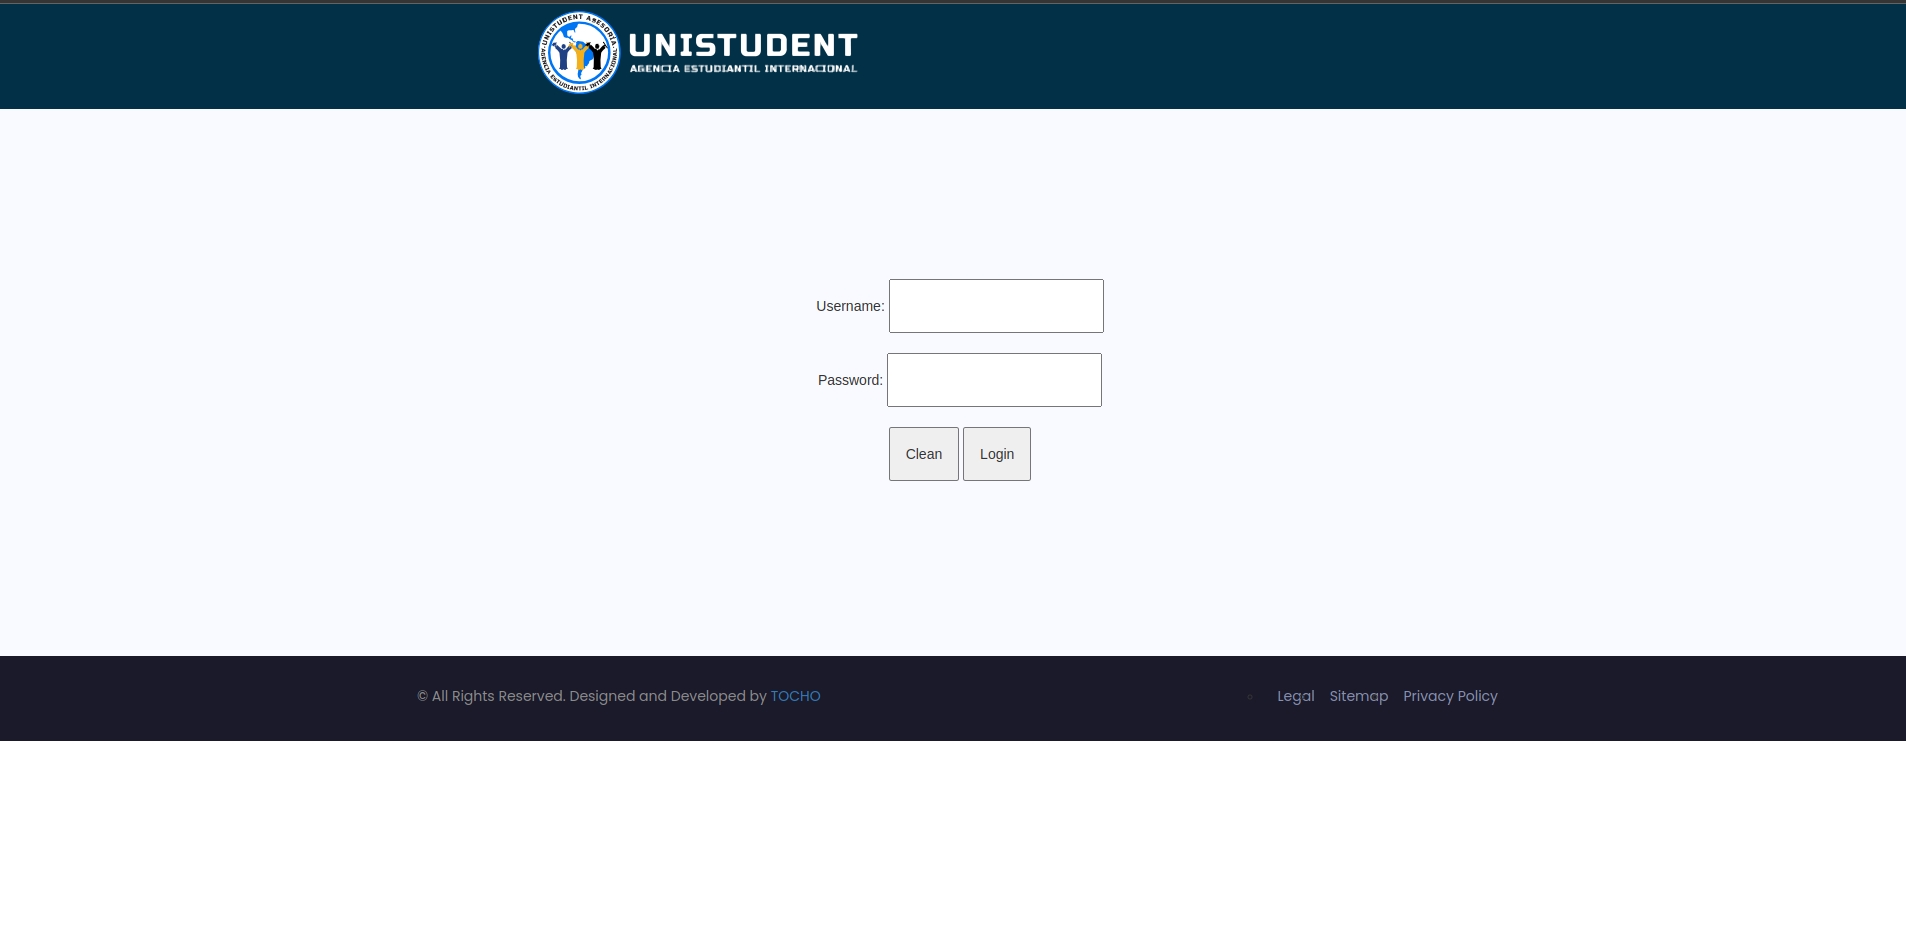 UNISTUDENT ASESORÍA
AGENCIA ESTUDIANTIL INTERNACIONAL
UNISTUDENT
AGENCIA ESTUDIANTIL INTERNACIONAL
Username:
Password:
Clean Login
© All Rights Reserved. Designed and Developed by TOCHO
Legal Sitemap Privacy Policy